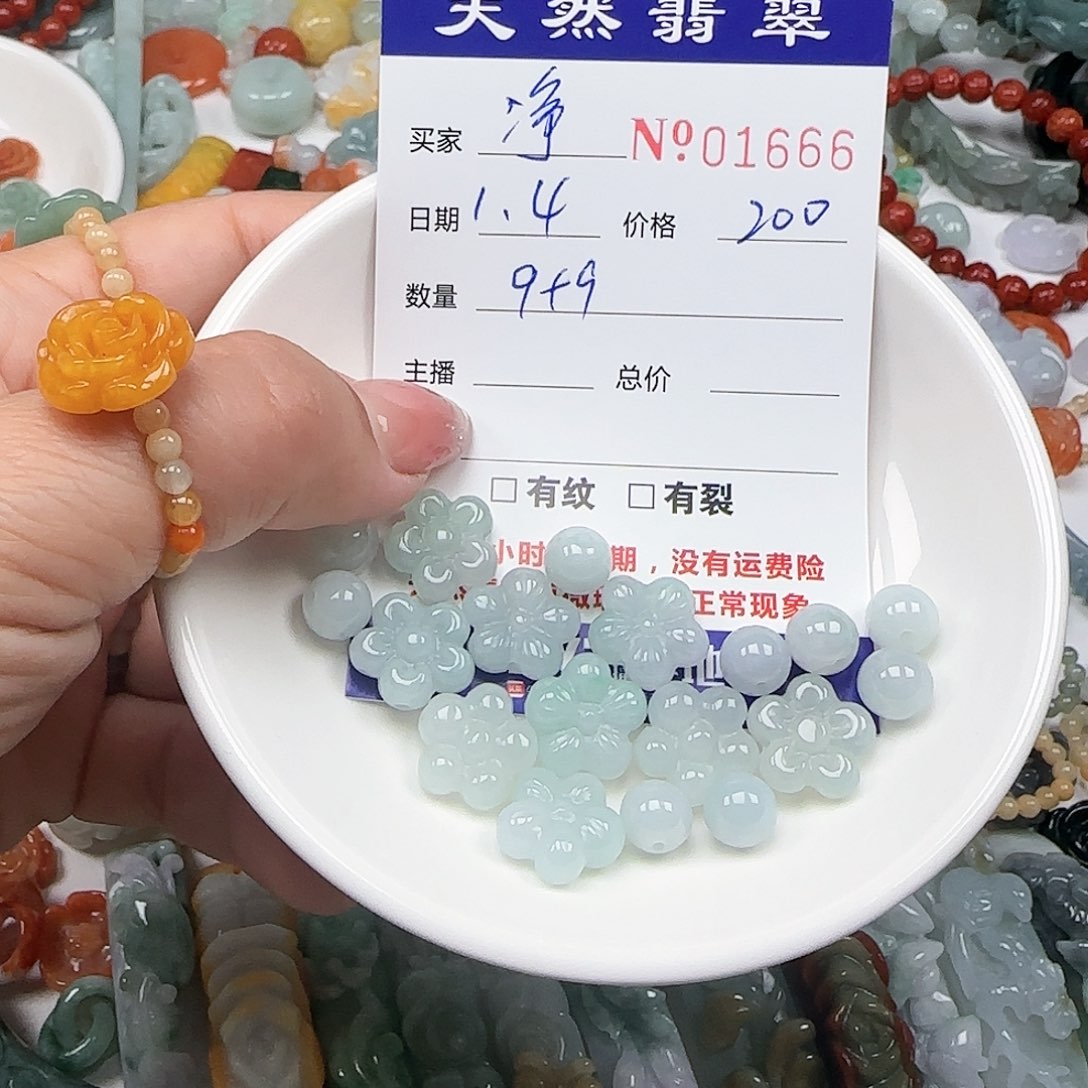 天然翡翠
买家 净 Nº01666
日期 1.4 价格 200
数量 9+9
主播 总价
□ 有纹 □ 有裂
小时 期，没有运费险
正常现象